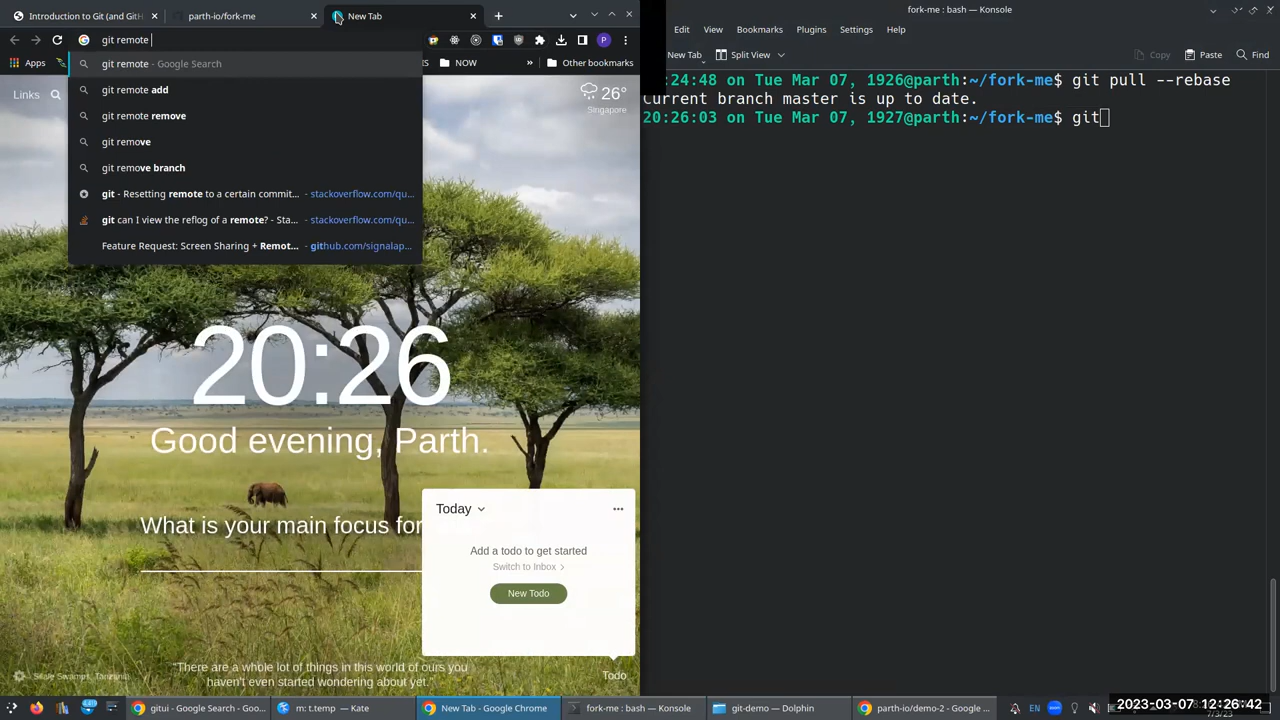 Introduction to Git (and GitH
parth-io/fork-me
New Tab
git remote
Apps
NOW
»
Other bookmarks
git remote - Google Search
git remote add
git remote remove
git remove
git remove branch
git - Resetting remote to a certain commit... - stackoverflow.com/qu...
git can I view the reflog of a remote? - Sta... - stackoverflow.com/qu...
Feature Request: Screen Sharing + Remot... - github.com/signalap...
Links
26°
Singapore
20:26
Good evening, Parth.
What is your main focus for
Today
Add a todo to get started
Switch to Inbox >
New Todo
"There are a whole lot of things in this world of ours you
haven't even started wondering about yet."
Todo
fork-me : bash — Konsole
Edit View Bookmarks Plugins Settings Help
New Tab Split View Copy Paste Find
:24:48 on Tue Mar 07, 1926@parth:~/fork-me$ git pull --rebase
Current branch master is up to date.
20:26:03 on Tue Mar 07, 1927@parth:~/fork-me$ git
4,419
gitui - Google Search - Goo...
m: t.temp — Kate
New Tab - Google Chrome
fork-me : bash — Konsole
git-demo — Dolphin
parth-io/demo-2 - Google ...
EN
2023-03-07 12:26:42
7/3/23